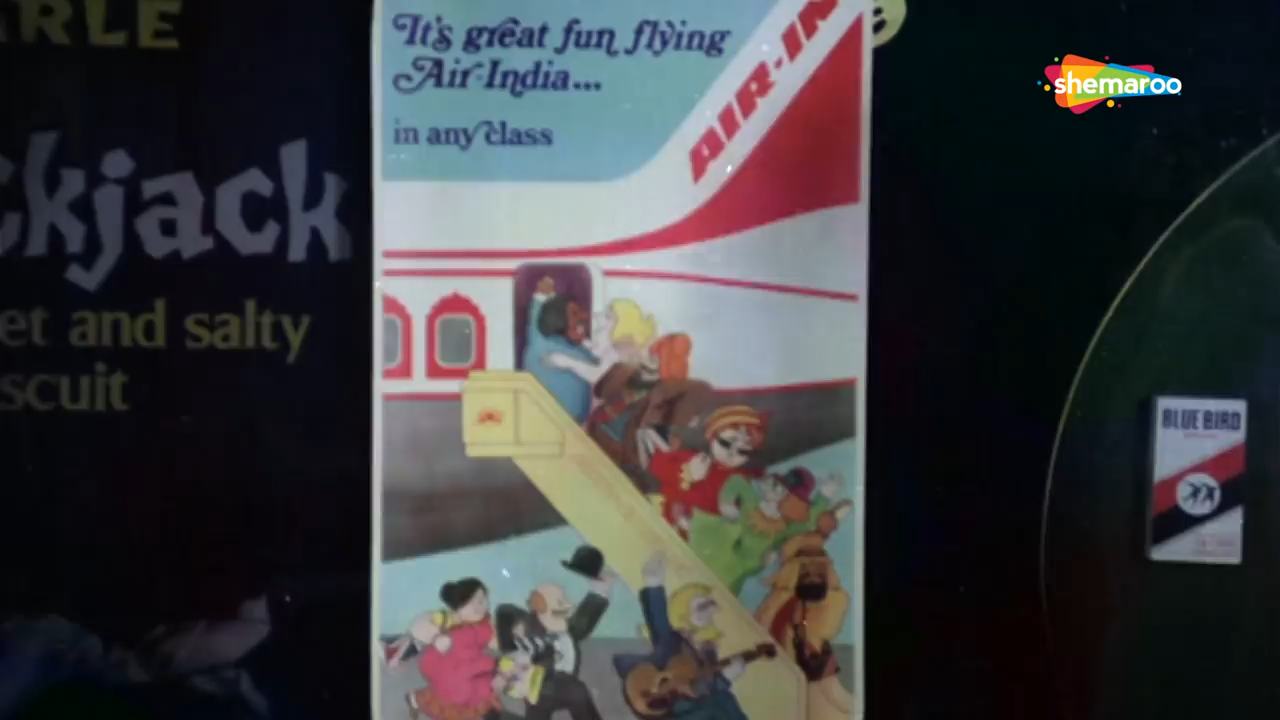 It's great fun flying
Air-India...
in any class
AIR-IN
RLE
ckjack
et and salty
scuit
shemaroo
BLUE BIRD